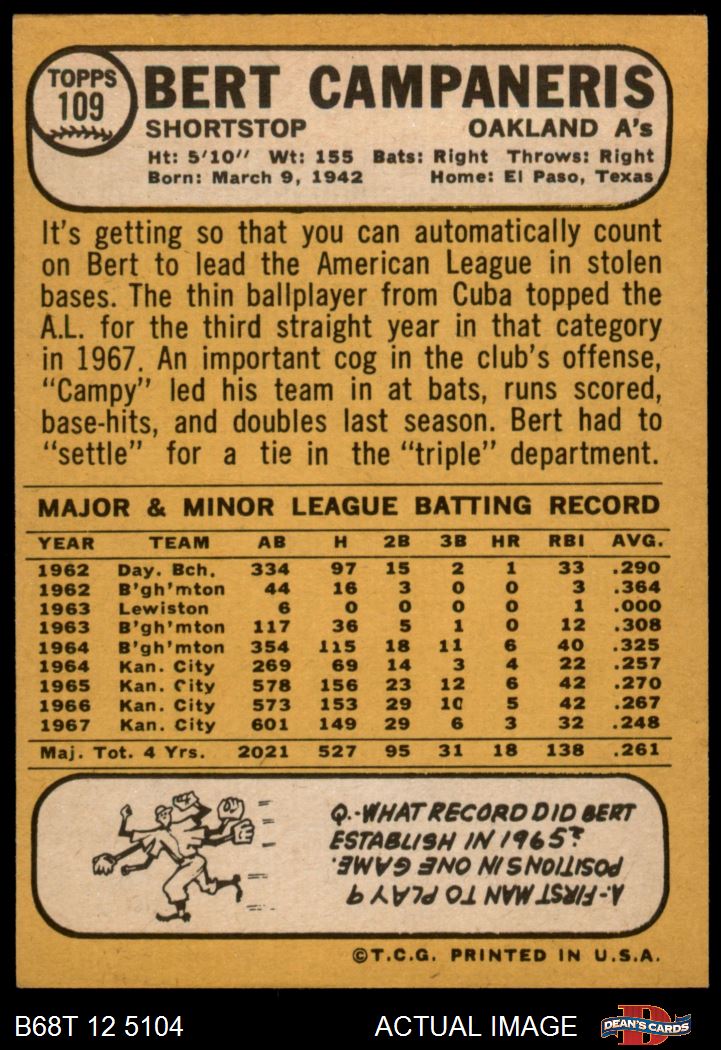 TOPPS
109
BERT CAMPANERIS
SHORTSTOP OAKLAND A's
Ht: 5'10" Wt: 155 Bats: Right Throws: Right
Born: March 9, 1942 Home: El Paso, Texas
It's getting so that you can automatically count
on Bert to lead the American League in stolen
bases. The thin ballplayer from Cuba topped the
A.L. for the third straight year in that category
in 1967. An important cog in the club's offense,
"Campy" led his team in at bats, runs scored,
base-hits, and doubles last season. Bert had to
"settle" for a tie in the "triple" department.
MAJOR & MINOR LEAGUE BATTING RECORD
YEAR TEAM AB H 2B 3B HR RBI AVG.
1962 Day. Bch. 334 97 15 2 1 33 .290
1962 B'gh'mton 44 16 3 0 0 3 .364
1963 Lewiston 6 0 0 0 0 1 .000
1963 B'gh'mton 117 36 5 1 0 12 .308
1964 B'gh'mton 354 115 18 11 6 40 .325
1964 Kan. City 269 69 14 3 4 22 .257
1965 Kan. City 578 156 23 12 6 42 .270
1966 Kan. City 573 153 29 10 5 42 .267
1967 Kan. City 601 149 29 6 3 32 .248
Maj. Tot. 4 Yrs. 2021 527 95 31 18 138 .261
Q.-WHAT RECORD DID BERT
ESTABLISH IN 1965?
A.-FIRST MAN TO PLAY 9
POSITIONS IN ONE GAME.
©T.C.G. PRINTED IN U.S.A.
B68T 12 5104 ACTUAL IMAGE DEAN'S CARDS